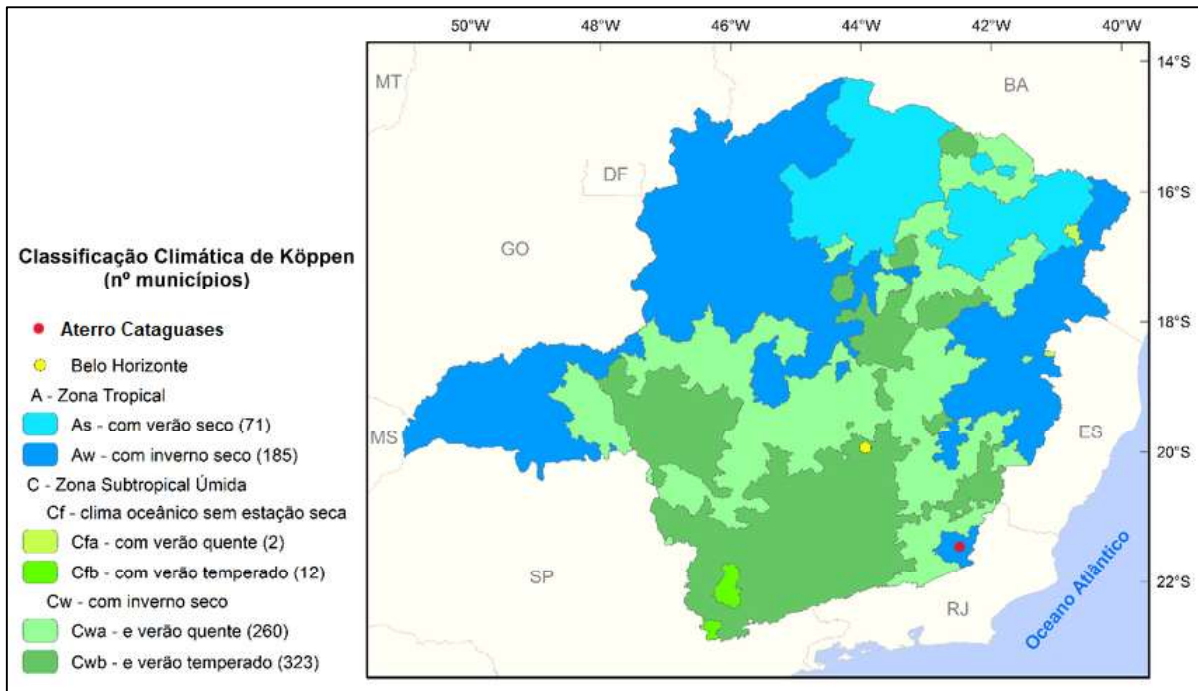 50°W 48°W 46°W 44°W 42°W 40°W
14°S
MT
BA
DF
16°S
GO
Classificação Climática de Köppen
(nº municípios)
Aterro Cataguases
18°S
Belo Horizonte
A - Zona Tropical
As - com verão seco (71)
MS
ES
Aw - com inverno seco (185)
20°S
C - Zona Subtropical Úmida
Cf - clima oceânico sem estação seca
Cfa - com verão quente (2)
Cfb - com verão temperado (12)
SP
Oceano Atlântico
22°S
RJ
Cw - com inverno seco
Cwa - e verão quente (260)
Cwb - e verão temperado (323)